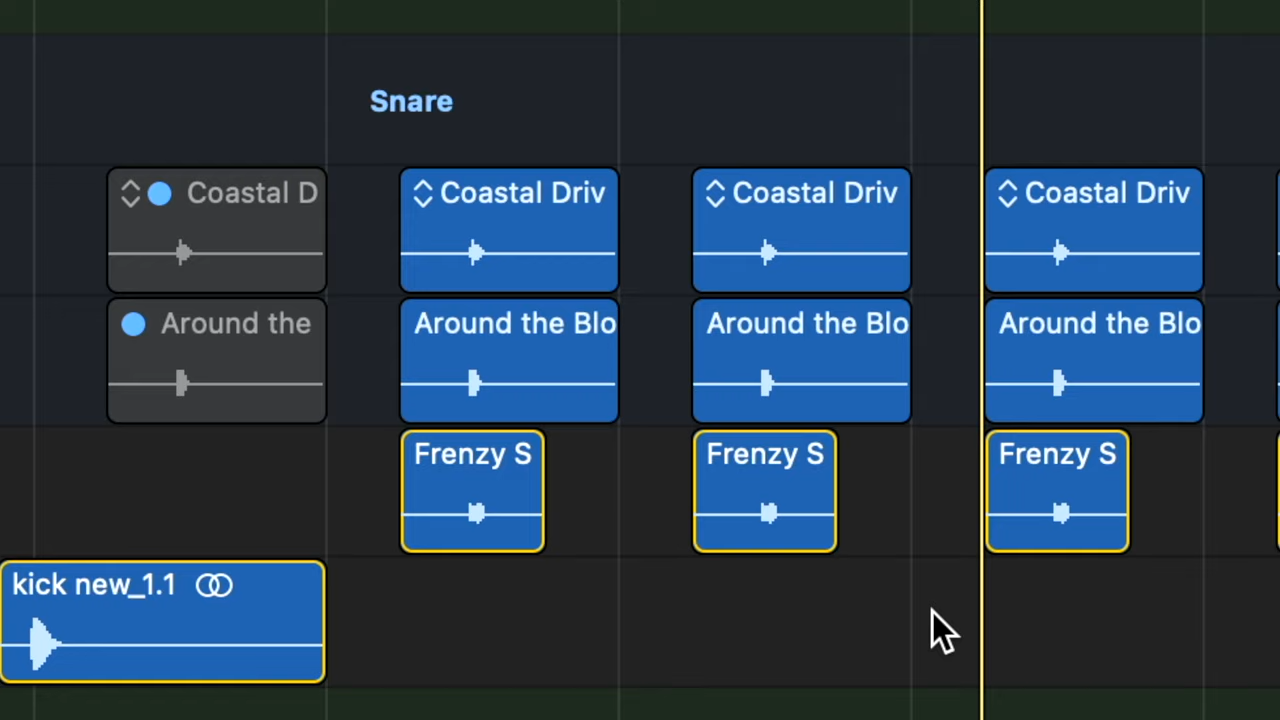 Snare
Coastal D
Coastal Driv
Coastal Driv
Coastal Driv
Around the
Around the Blo
Around the Blo
Around the Blo
Frenzy S
Frenzy S
Frenzy S
kick new_1.1